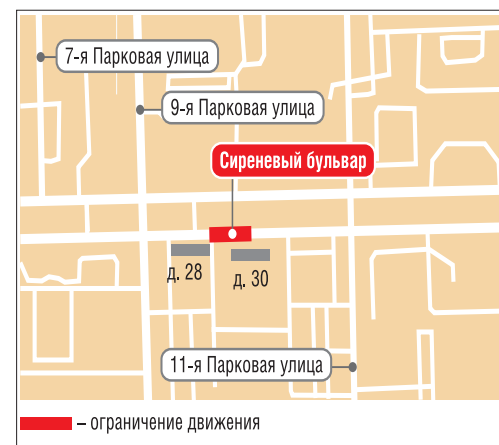 7-я Парковая улица
9-я Парковая улица
Сиреневый бульвар
д. 28
д. 30
11-я Парковая улица
– ограничение движения